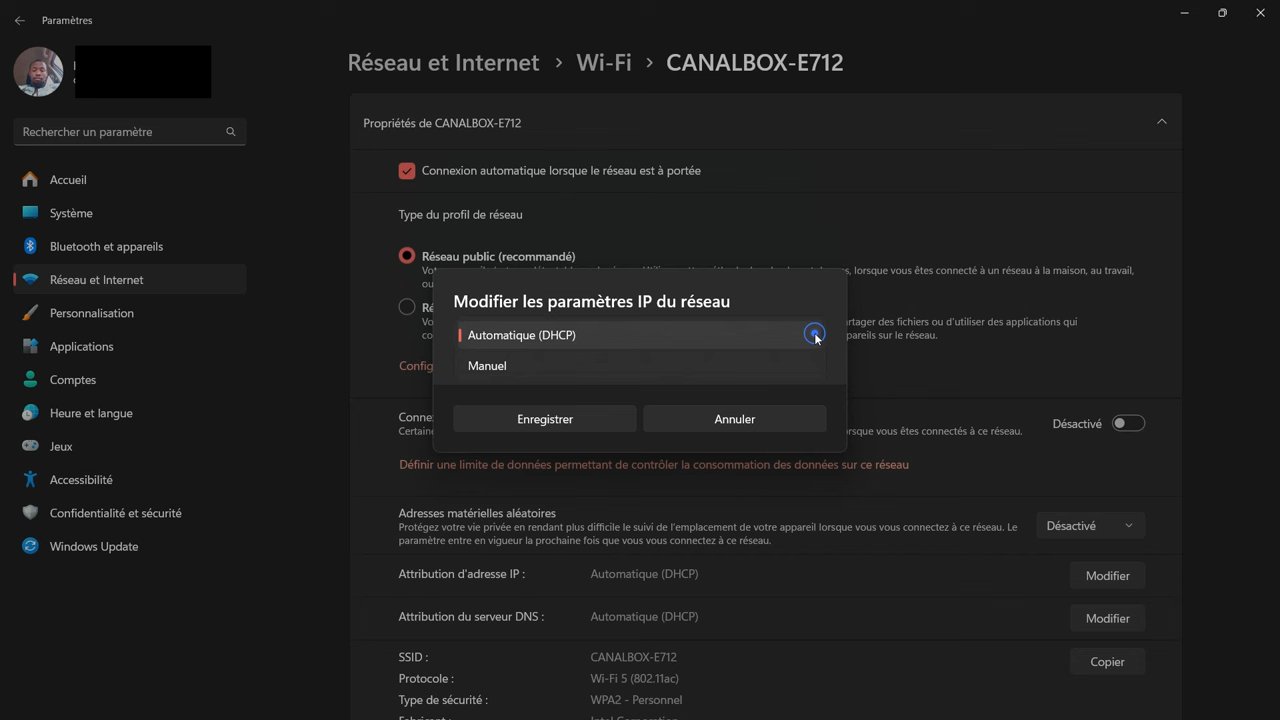 Paramètres
Réseau et Internet > Wi-Fi > CANALBOX-E712
Rechercher un paramètre
Accueil
Système
Bluetooth et appareils
Réseau et Internet
Personnalisation
Applications
Comptes
Heure et langue
Jeux
Accessibilité
Confidentialité et sécurité
Windows Update
Propriétés de CANALBOX-E712
Connexion automatique lorsque le réseau est à portée
Type du profil de réseau
Réseau public (recommandé)
lorsque vous êtes connecté à un réseau à la maison, au travail,
Modifier les paramètres IP du réseau
Automatique (DHCP)
Manuel
Enregistrer
Annuler
partager des fichiers ou d'utiliser des applications qui
sur le réseau.
Config
Conne
Certaine
lorsque vous êtes connectés à ce réseau.
Désactivé
Définir une limite de données permettant de contrôler la consommation des données sur ce réseau
Adresses matérielles aléatoires
Protégez votre vie privée en rendant plus difficile le suivi de l'emplacement de votre appareil lorsque vous vous connectez à ce réseau. Le
paramètre entre en vigueur la prochaine fois que vous vous connectez à ce réseau.
Désactivé
Attribution d'adresse IP : Automatique (DHCP) Modifier
Attribution du serveur DNS : Automatique (DHCP) Modifier
SSID : CANALBOX-E712 Copier
Protocole : Wi-Fi 5 (802.11ac)
Type de sécurité : WPA2 - Personnel